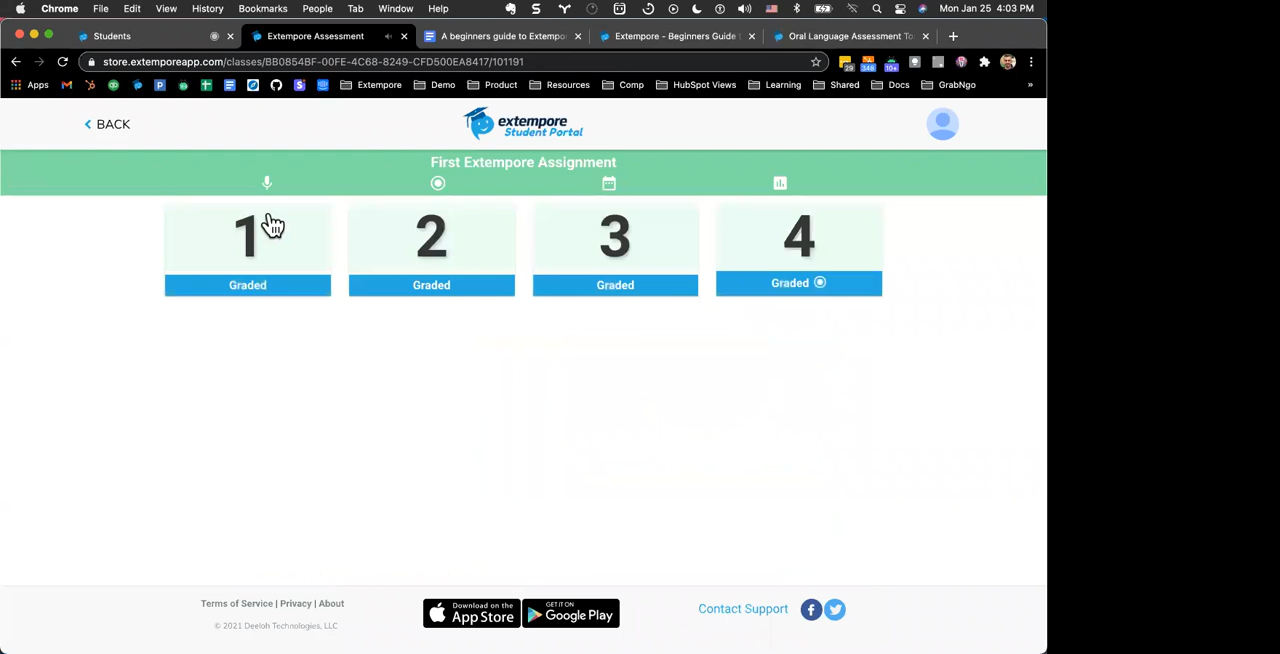 Chrome File Edit View History Bookmarks People Tab Window Help Mon Jan 25 4:03 PM
Students Extempore Assessment A beginners guide to Extempo Extempore - Beginners Guide Oral Language Assessment To
store.extemporeapp.com/classes/BB0854BF-00FE-4C68-8249-CFD500EA8417/101191 29 346 10+
Apps Extempore Demo Product Resources Comp HubSpot Views Learning Shared Docs GrabNgo »
BACK
extempore
Student Portal
First Extempore Assignment
1 2 3 4
Graded Graded Graded Graded
Terms of Service | Privacy | About
© 2021 Deeloh Technologies, LLC
Download on the
App Store
GET IT ON
Google Play
Contact Support